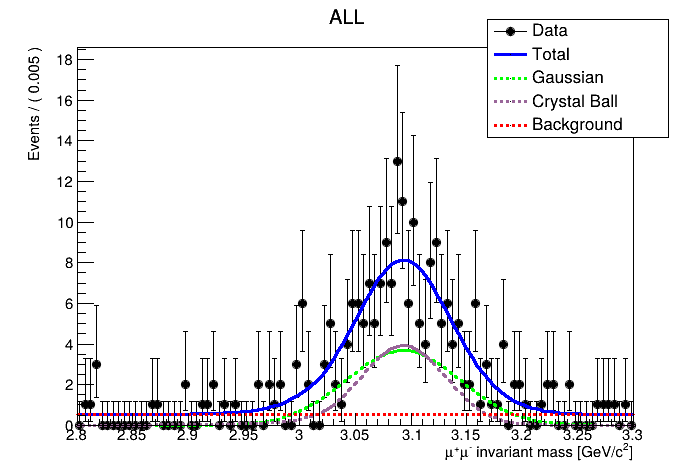 ALL
Data
Total
Gaussian
Crystal Ball
Background
Events / ( 0.005 )
18
16
14
12
10
8
6
4
2
0
2.8 2.85 2.9 2.95 3 3.05 3.1 3.15 3.2 3.25 3.3
μ⁺μ⁻ invariant mass [GeV/c²]